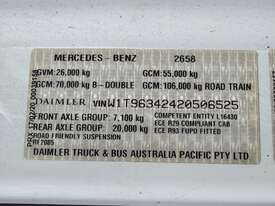 MERCEDES-BENZ 2658
GVM: 26,000 kg GCM: 55,000 kg
GCM: 70,000 kg B-DOUBLE GCM: 106,000 kg ROAD TRAIN
DAIMLER VIN W1T96342420506525
FRONT AXLE GROUP: 7,100 kg COMPETENT ENTITY L16430
REAR AXLE GROUP: 20,000 kg ECE R29 COMPLIANT CAB
ROAD FRIENDLY SUSPENSION ECE R93 FUPD FITTED
DAIMLER TRUCK & BUS AUSTRALIA PACIFIC PTY LTD